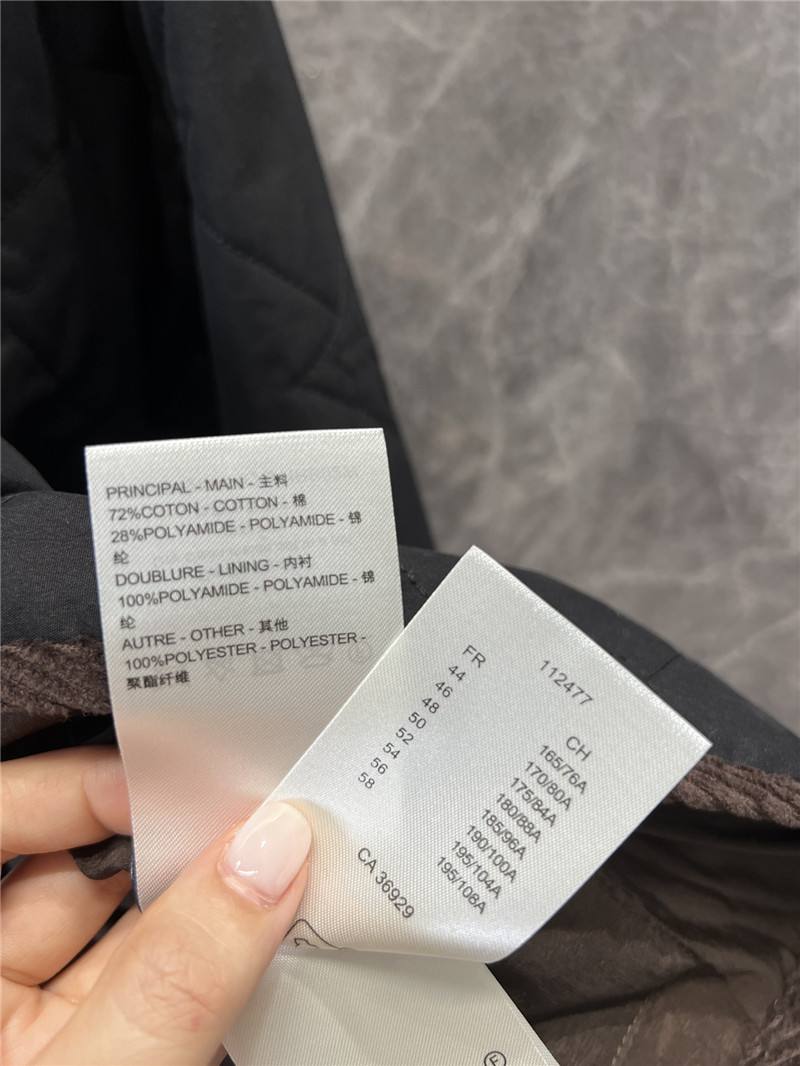 PRINCIPAL - MAIN - 主料
72%COTON - COTTON - 棉
28%POLYAMIDE - POLYAMIDE - 锦
纶
DOUBLURE - LINING - 内衬
100%POLYAMIDE - POLYAMIDE - 锦
纶
AUTRE - OTHER - 其他
100%POLYESTER - POLYESTER -
聚酯纤维
112477
FR CH
44 165/76A
46 170/80A
48 175/84A
50 180/88A
52 185/96A
54 190/100A
56 195/104A
58 195/108A
CA 36929
F